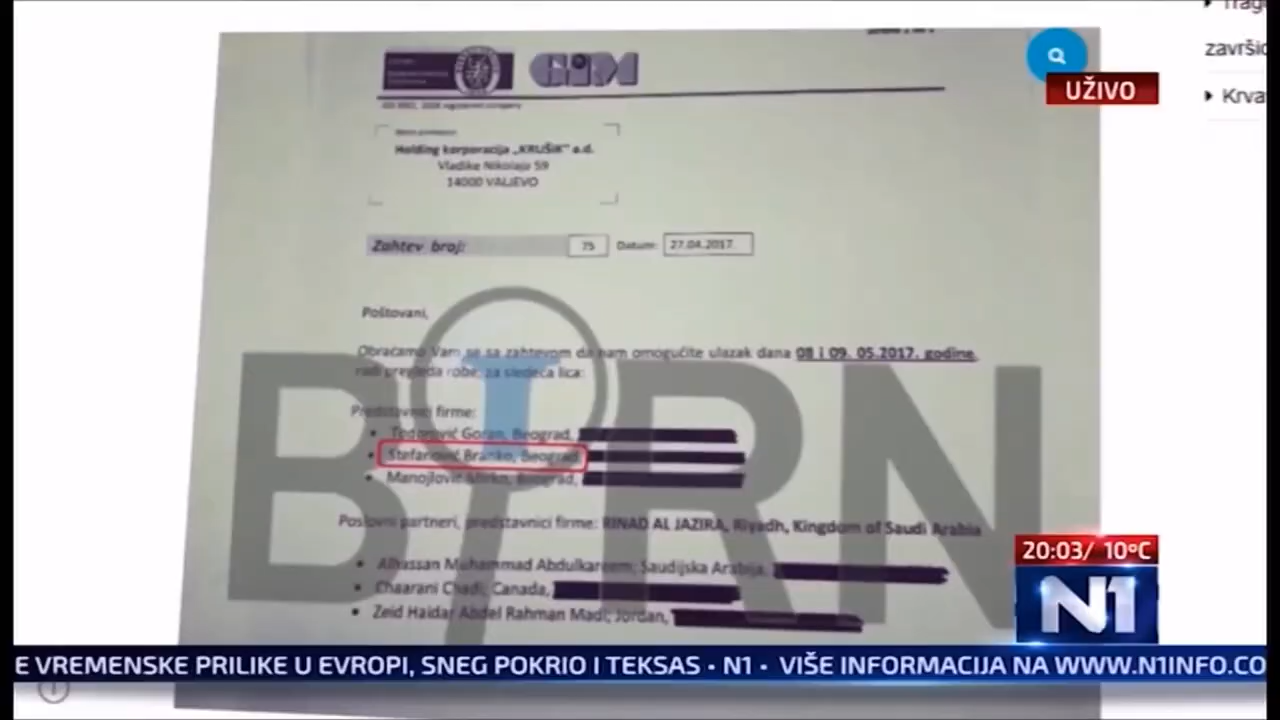 GIM
UŽIVO
završio
Krva
Holding korporacija „KRUŠIK" a.d.
Vladike Nikolaja 59
14000 VALJEVO
Zahtev broj: 75 Datum: 27.04.2017.
Poštovani,
Obraćamo Vam se sa zahtevom da nam omogućite ulazak dana 08 i 09. 05.2017. godine,
radi pregleda robe, za sledeća lica:
Predstavnici firme:
• Todorović Goran, Beograd,
• Stefanović Branko, Beograd
• Manojlović Mirko, Beograd,
Poslovni partneri, predstavnici firme: RINAD AL JAZIRA, Riyadh, Kingdom of Saudi Arabia
• Alhassan Muhammad Abdulkareem; Saudijska Arabija,
• Chaarani Chadi; Canada,
• Zeid Haidar Abdel Rahman Madi; Jordan,
BIRN
20:03/ 10°C
N1
E VREMENSKE PRILIKE U EVROPI, SNEG POKRIO I TEKSAS • N1 • VIŠE INFORMACIJA NA WWW.N1INFO.CO